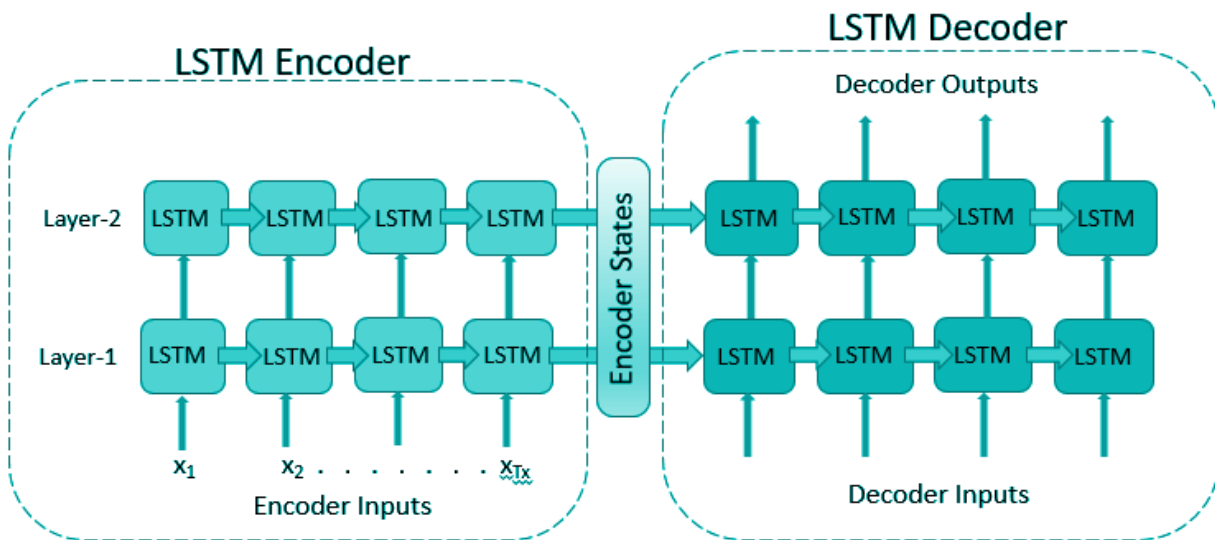 LSTM Encoder
LSTM Decoder
Decoder Outputs
Layer-2
LSTM LSTM LSTM LSTM
Encoder States
LSTM LSTM LSTM LSTM
Layer-1
LSTM LSTM LSTM LSTM
LSTM LSTM LSTM LSTM
x₁ x₂ . . . . . . . x_Tx
Encoder Inputs
Decoder Inputs